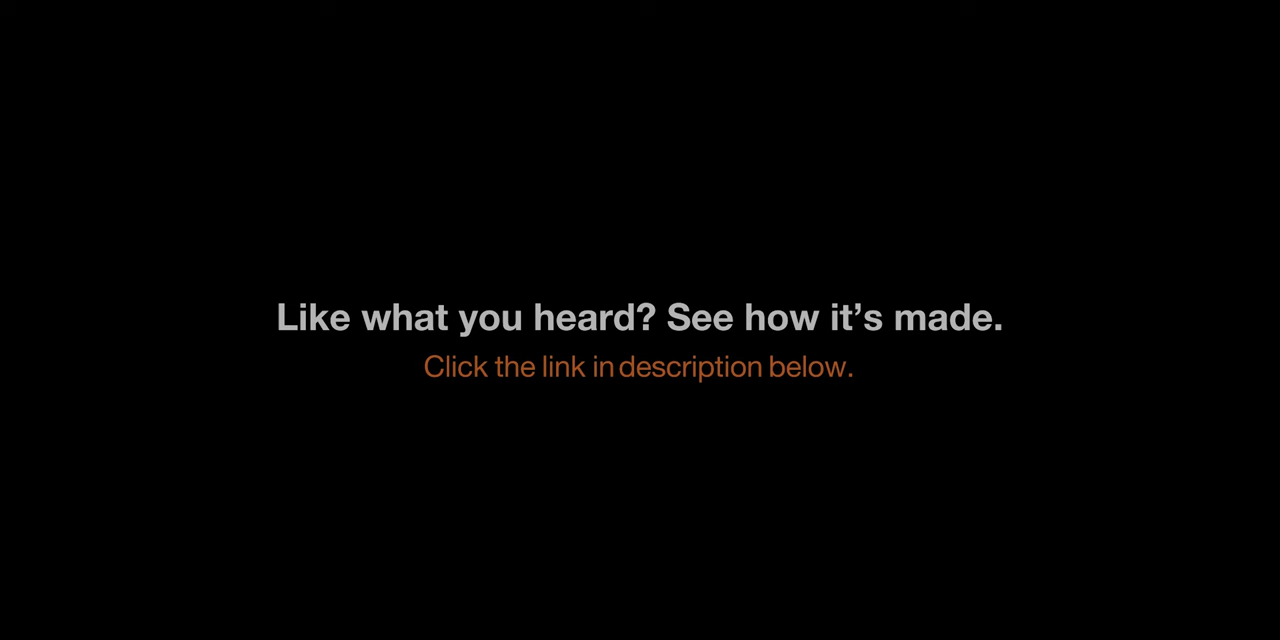 Like what you heard? See how it’s made.
Click the link in description below.